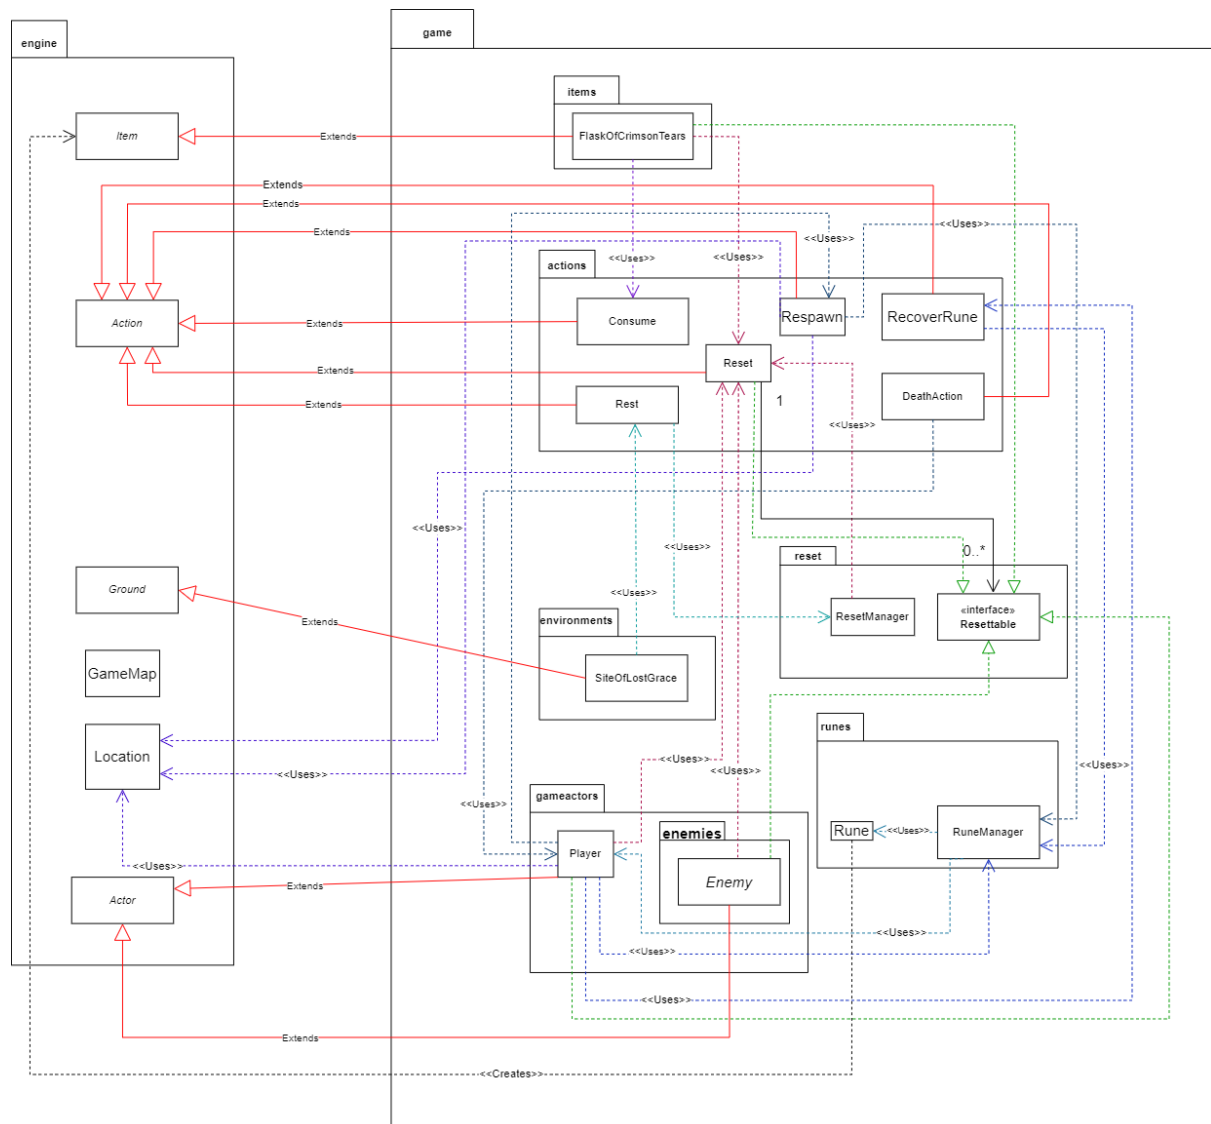 game
engine
items
Item
Extends
FlaskOfCrimsonTears
Extends
Extends
<<Uses>>
Extends
<<Uses>>
<<Uses>>
<<Uses>>
actions
Action
Extends
Consume
Respawn
RecoverRune
Reset
Extends
Rest
1
DeathAction
Extends
<<Uses>>
<<Uses>>
<<Uses>>
0..*
reset
Ground
<<Uses>>
ResetManager
«interface»
Resettable
environments
Extends
GameMap
SiteOfLostGrace
runes
Location
<<Uses>>
<<Uses>>
<<Uses>>
<<Uses>>
gameactors
<<Uses>>
enemies
Rune
<<Uses>>
RuneManager
Player
<<Uses>>
Enemy
Extends
Actor
<<Uses>>
<<Uses>>
<<Uses>>
Extends
<<Creates>>